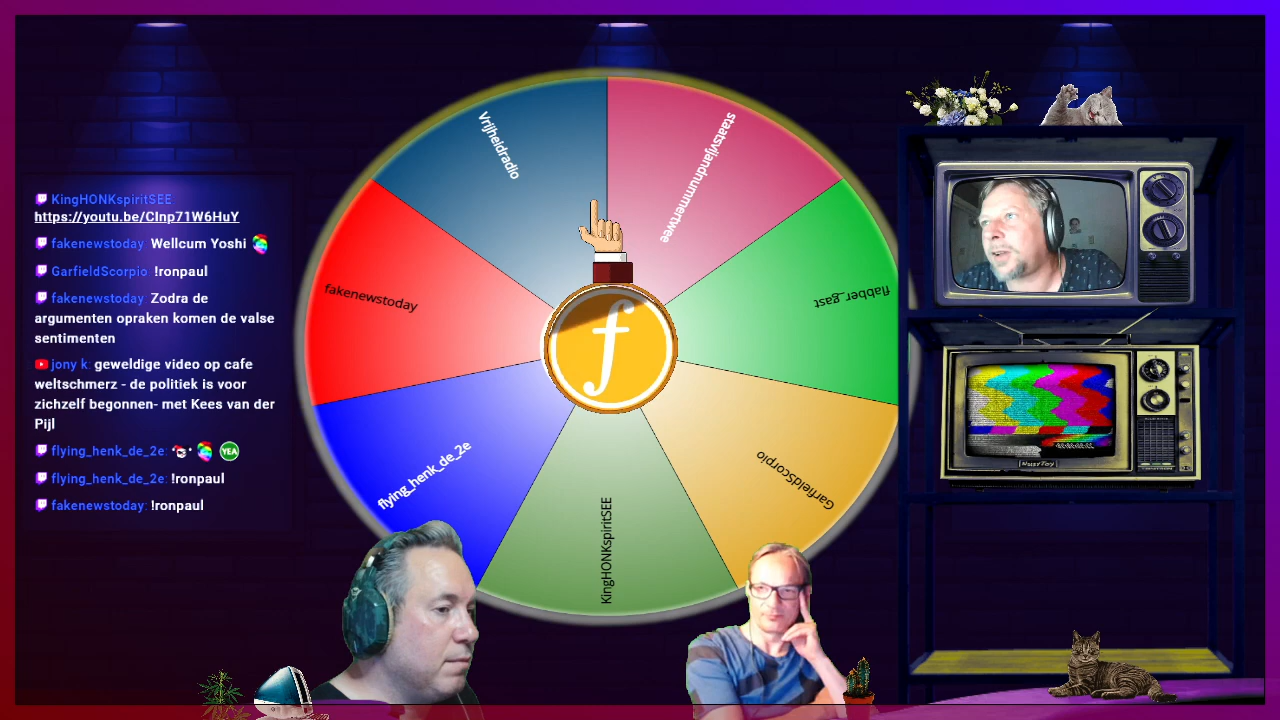 KingHONKspiritSEE
https://youtu.be/CInp71W6HuY
fakenewstoday: Wellcum Yoshi
GarfieldScorpio: !ronpaul
fakenewstoday: Zodra de
argumenten opraken komen de valse
sentimenten
jony k: geweldige video op cafe
weltschmerz - de politiek is voor
zichzelf begonnen- met Kees van der
Pijl
flying_henk_de_2e: YEA
flying_henk_de_2e: !ronpaul
fakenewstoday: !ronpaul
Vrijheidradio
staatsvijandnummertwee
fakenewstoday
flabber_gast
f
flying_henk_de_2e
GarfieldScorpio
KingHONKspiritSEE